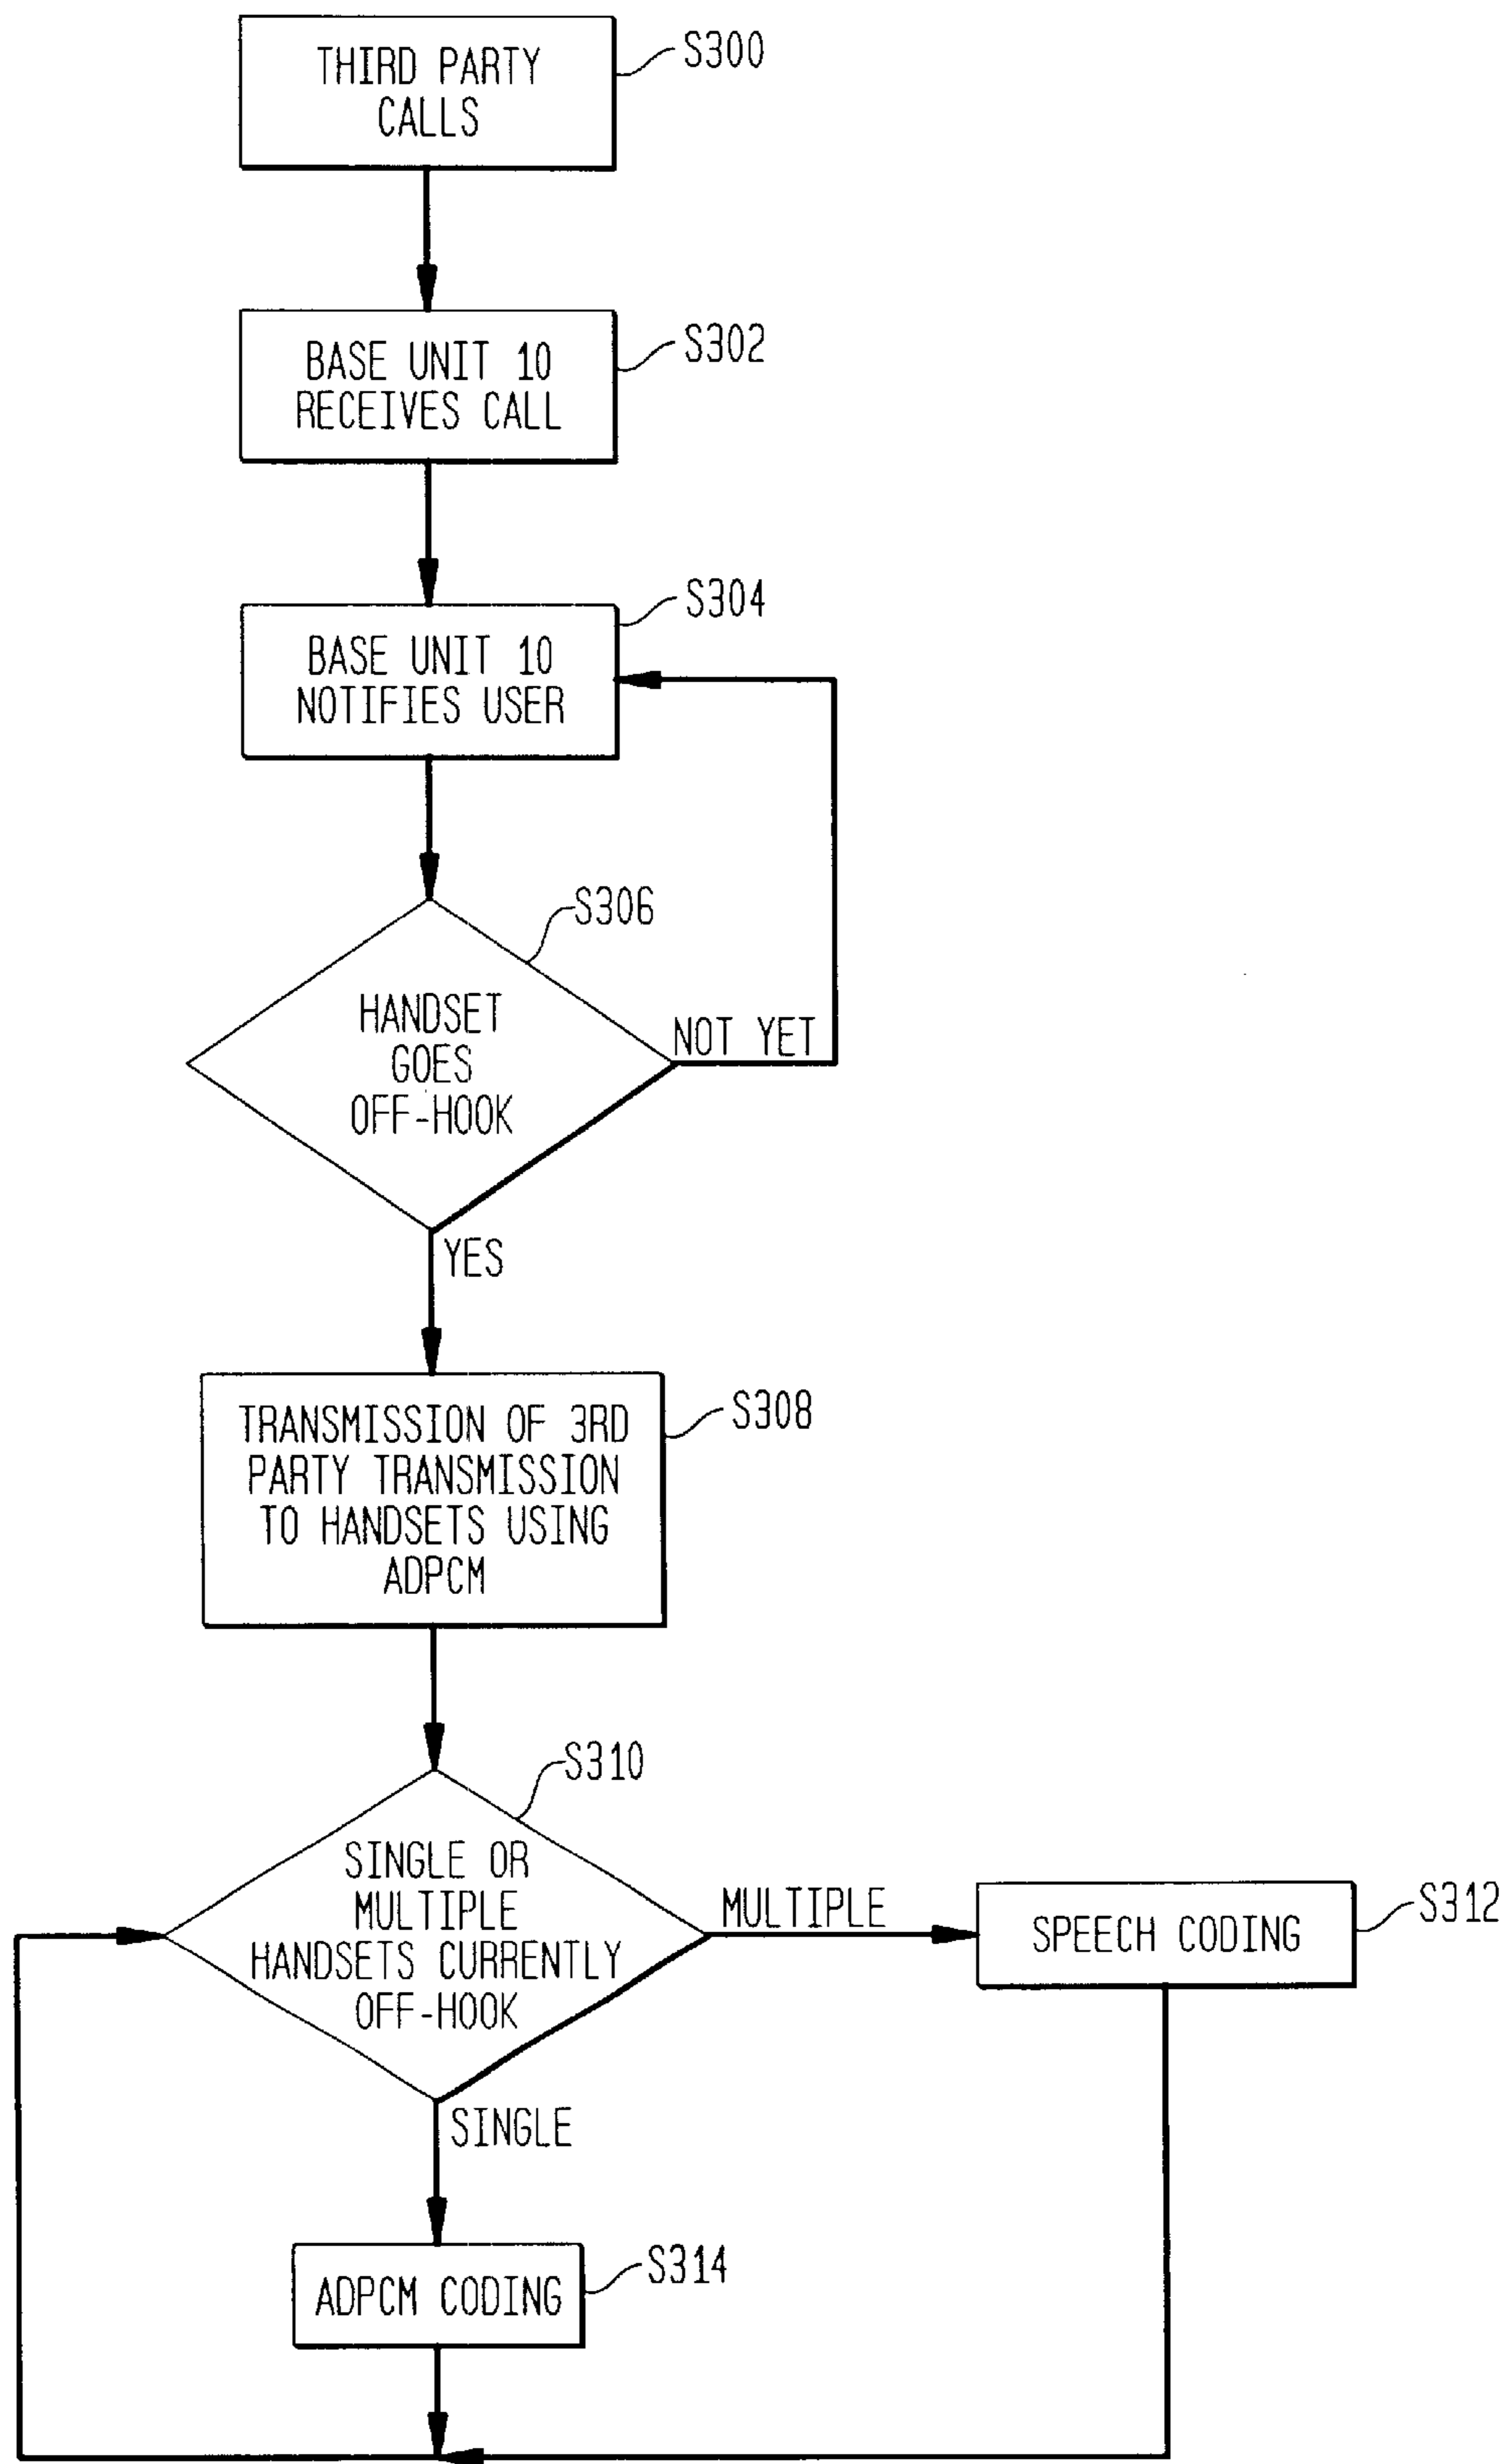 THIRD PARTY
CALLS
S300
BASE UNIT 10
RECEIVES CALL
S302
BASE UNIT 10
NOTIFIES USER
S304
HANDSET
GOES
OFF-HOOK
S306
NOT YET
YES
TRANSMISSION OF 3RD
PARTY TRANSMISSION
TO HANDSETS USING
ADPCM
S308
SINGLE OR
MULTIPLE
HANDSETS CURRENTLY
OFF-HOOK
S310
MULTIPLE
SPEECH CODING
S312
SINGLE
ADPCM CODING
S314